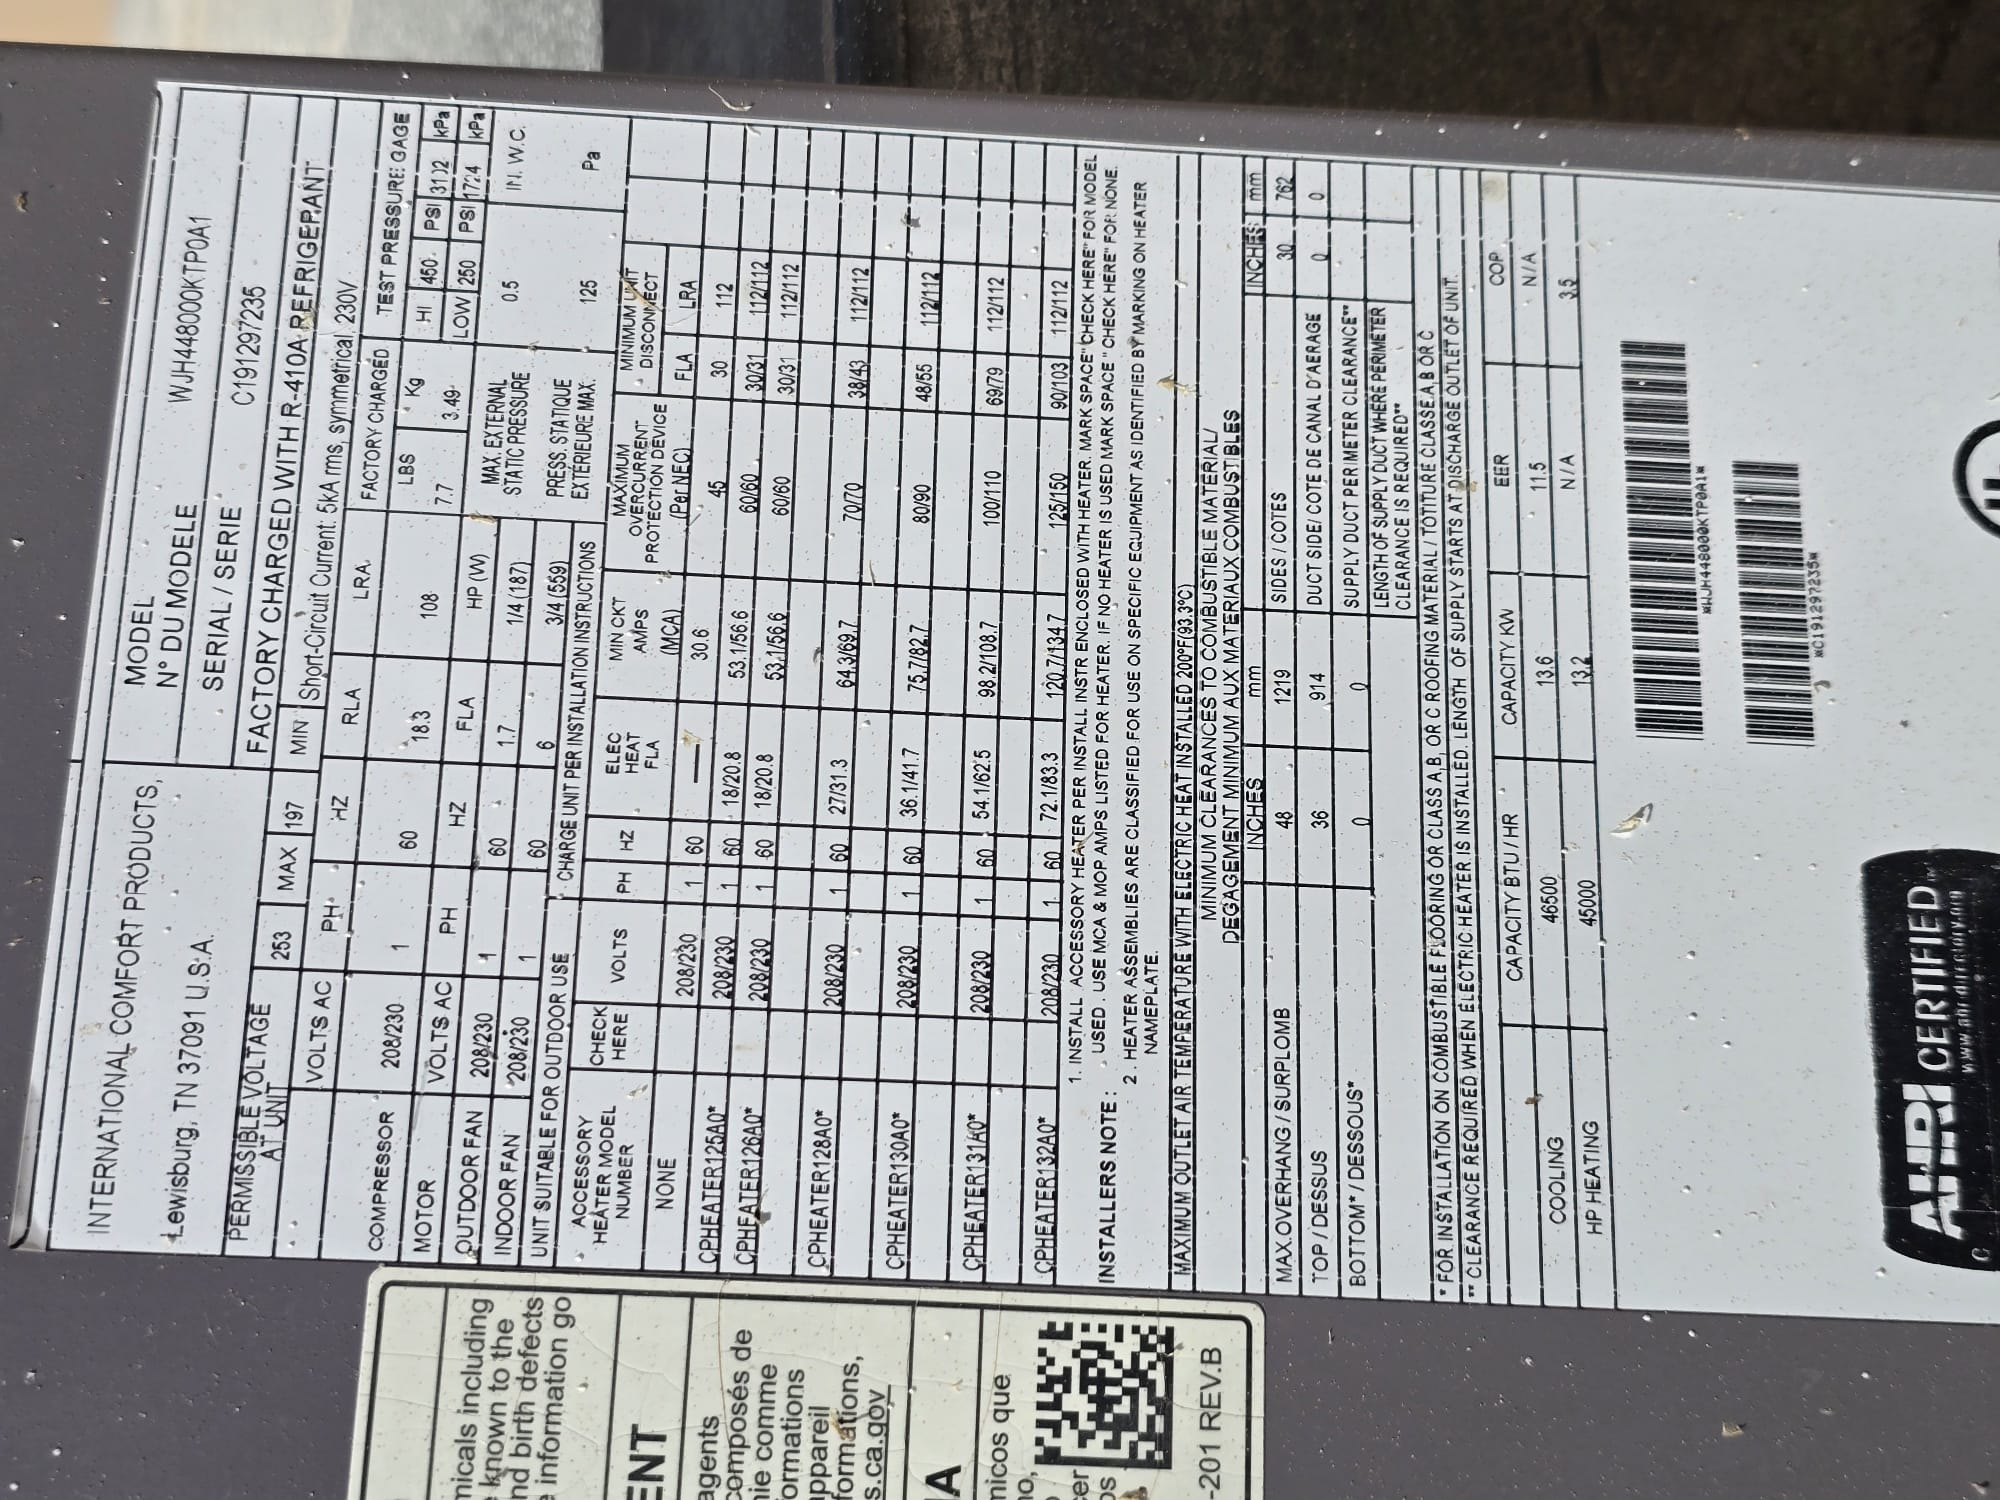 INTERNATIONAL COMFORT PRODUCTS,
Lewisburg, TN 37091 U.S.A.
MODEL
N° DU MODELE WJH448000KTP0A1
SERIAL / SERIE C191297235
PERMISSIBLE VOLTAGE
AT UNIT 253 MAX 197 MIN
FACTORY CHARGED WITH R-410A REFRIGERANT
Short-Circuit Current: 5kA rms, symmetrical, 230V
VOLTS AC PH HZ RLA LRA FACTORY CHARGED TEST PRESSURE GAGE
LBS Kg HI 450 PSI 3102 kPa
COMPRESSOR 208/230 1 60 18.3 108 7.7 3.49 LOW 250 PSI 1724 kPa
MOTOR VOLTS AC PH HZ FLA HP (W)
OUTDOOR FAN 208/230 1 60 1.7 1/4 (187)
INDOOR FAN 208/230 1 60 6 3/4 (559)
MAX. EXTERNAL
STATIC PRESSURE 0.5 IN. W.C.
PRESS. STATIQUE
EXTÉRIEURE MAX. 125 Pa
UNIT SUITABLE FOR OUTDOOR USE CHARGE UNIT PER INSTALLATION INSTRUCTIONS
ACCESSORY
HEATER MODEL
NUMBER
CHECK
HERE
VOLTS PH HZ
ELEC
HEAT
FLA
MIN CKT
AMPS
(MCA)
MAXIMUM
OVERCURRENT
PROTECTION DEVICE
(Per NEC)
MINIMUM UNIT
DISCONNECT
FLA LRA
NONE 208/230 1 60 — 30.6 45 30 112
CPHEATER125A0* 208/230 1 60 18/20.8 53.1/56.6 60/60 30/31 112/112
CPHEATER126A0* 208/230 1 60 18/20.8 53.1/56.6 60/60 30/31 112/112
CPHEATER128A0* 208/230 1 60 27/31.3 64.3/69.7 70/70 38/43 112/112
CPHEATER130A0* 208/230 1 60 36.1/41.7 75.7/82.7 80/90 48/55 112/112
CPHEATER131A0* 208/230 1 60 54.1/62.5 98.2/108.7 100/110 69/79 112/112
CPHEATER132A0* 208/230 1 60 72.1/83.3 120.7/134.7 125/150 90/103 112/112
INSTALLERS NOTE : 1. INSTALL ACCESSORY HEATER PER INSTALL INSTR ENCLOSED WITH HEATER. MARK SPACE"CHECK HERE" FOR MODEL
USED . USE MCA & MOP AMPS LISTED FOR HEATER. IF NO HEATER IS USED MARK SPACE " CHECK HERE" FOR NONE.
2 . HEATER ASSEMBLIES ARE CLASSIFIED FOR USE ON SPECIFIC EQUIPMENT AS IDENTIFIED BY MARKING ON HEATER
NAMEPLATE.
MAXIMUM OUTLET AIR TEMPERATURE WITH ELECTRIC HEAT INSTALLED 200°F(93.3°C)
MINIMUM CLEARANCES TO COMBUSTIBLE MATERIAL/
DEGAGEMENT MINIMUM AUX MATERIAUX COMBUSTIBLES
INCHES mm INCHES mm
MAX.OVERHANG / SURPLOMB 48 1219 SIDES / COTES 30 762
TOP / DESSUS 36 914 DUCT SIDE/ COTE DE CANAL D'AERAGE 0 0
BOTTOM* / DESSOUS* 0 0 SUPPLY DUCT PERIMETER CLEARANCE**
LENGTH OF SUPPLY DUCT WHERE PERIMETER
CLEARANCE IS REQUIRED**
* FOR INSTALLATION ON COMBUSTIBLE FLOORING OR CLASS A,B, OR C ROOFING MATERIAL / TOTITURE CLASSE A, B OR C
** CLEARANCE REQUIRED WHEN ELECTRIC HEATER IS INSTALLED. LENGTH OF SUPPLY STARTS AT DISCHARGE OUTLET OF UNIT.
CAPACITY BTU / HR CAPACITY KW EER COP
COOLING 46500 13.6 11.5 N/A
HP HEATING 45000 13.2 N/A 3.5
*WJH448000KTP0A1*
*C191297235*
C AHRI CERTIFIED™
www.ahridirectory.org
micals including
known to the
nd birth defects
information go
ENT
agents
composés de
nie comme
formations
appareil
formations,
s.ca.gov
A
nicos que
-201 REV.B